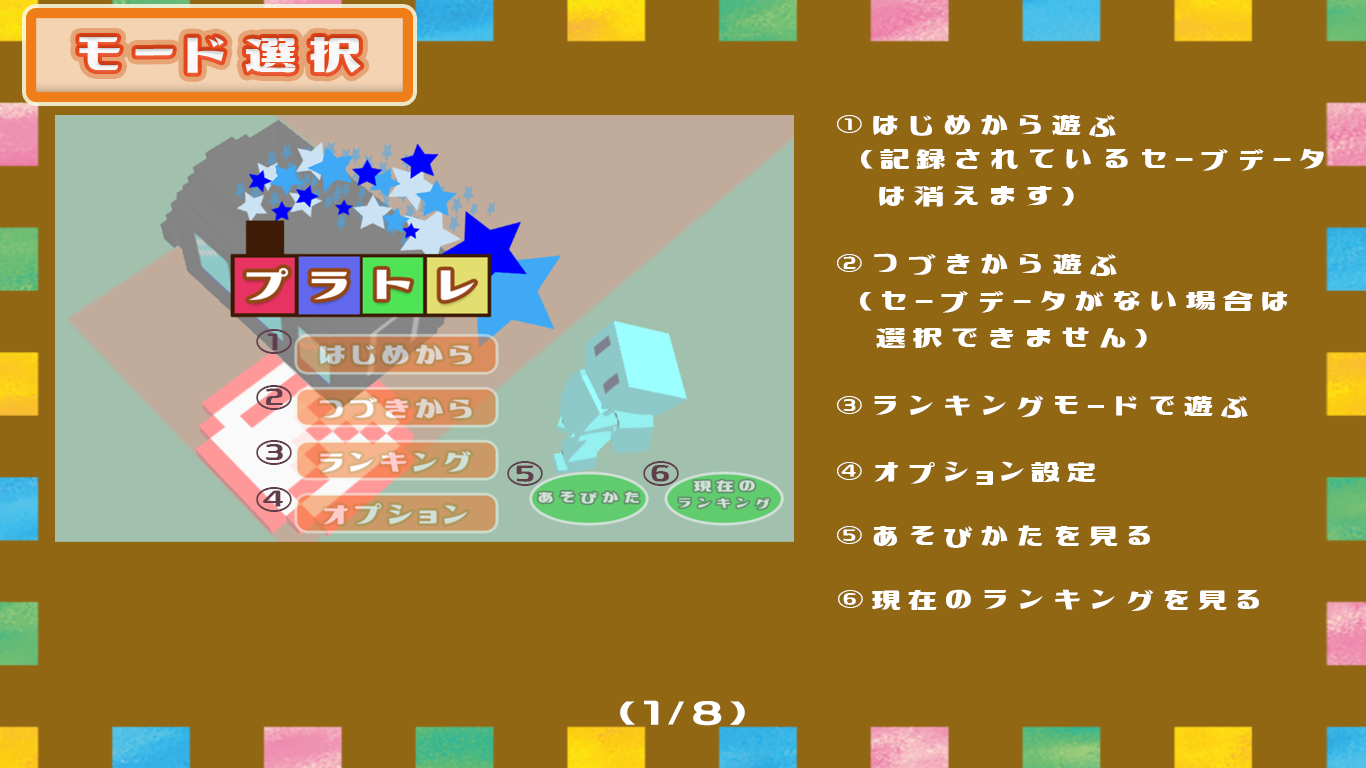 モード選択
プラトレ
① はじめから
② つづきから
③ ランキング
④ オプション
⑤ あそびかた
⑥ 現在の
ランキング
①はじめから遊ぶ
(記録されているセーブデータ
は消えます)
②つづきから遊ぶ
(セーブデータがない場合は
選択できません)
③ランキングモードで遊ぶ
④オプション設定
⑤あそびかたを見る
⑥現在のランキングを見る
(1/8)